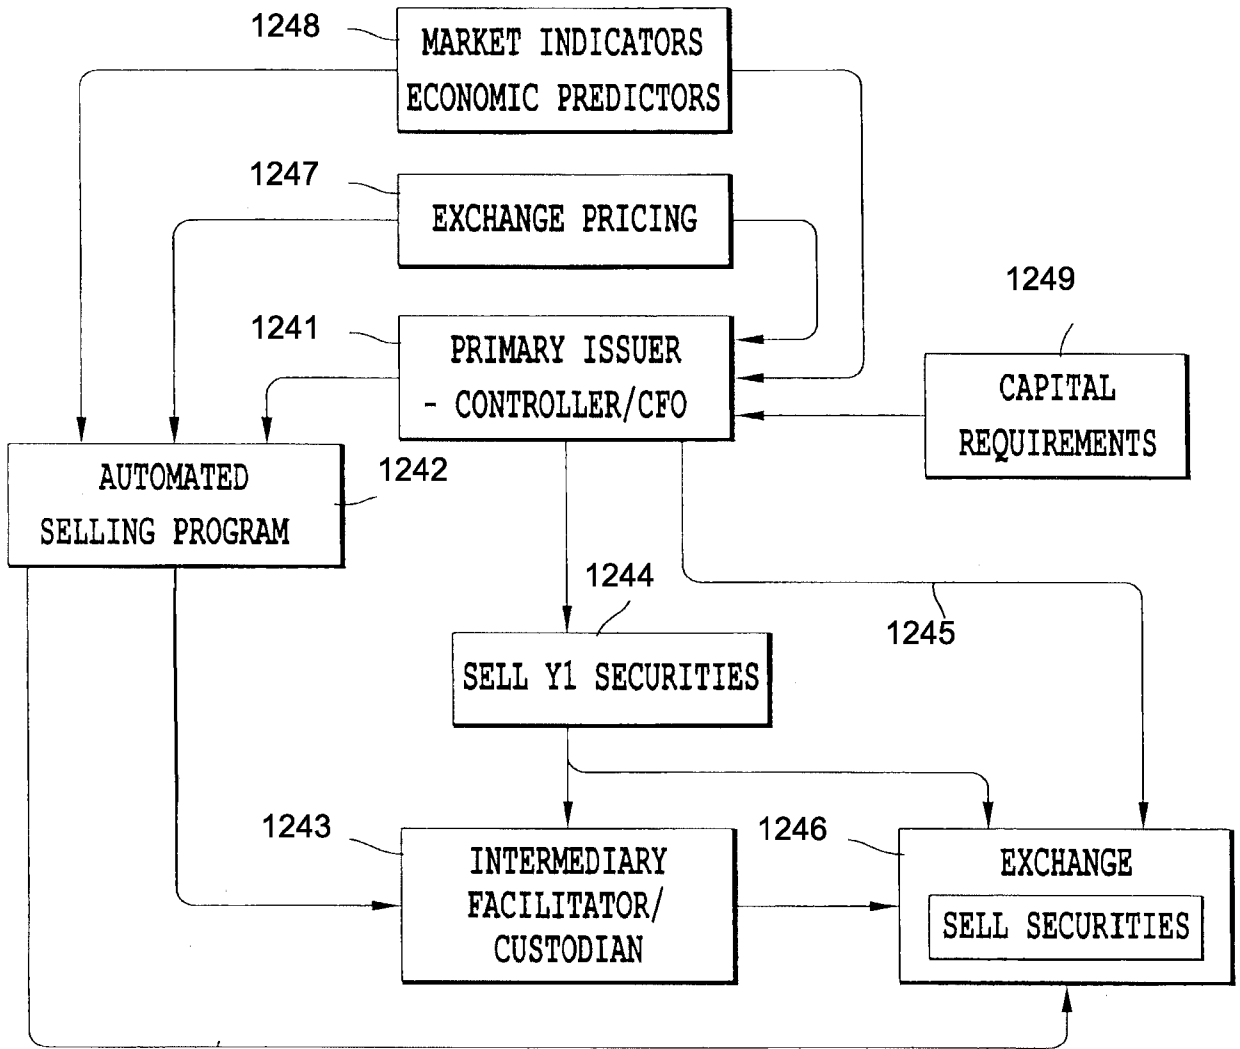 1248
MARKET INDICATORS
ECONOMIC PREDICTORS
1247
EXCHANGE PRICING
1249
1241
PRIMARY ISSUER
- CONTROLLER/CFO
CAPITAL
REQUIREMENTS
AUTOMATED
SELLING PROGRAM
1242
1244
1245
SELL Y1 SECURITIES
1243
INTERMEDIARY
FACILITATOR/
CUSTODIAN
1246
EXCHANGE
SELL SECURITIES